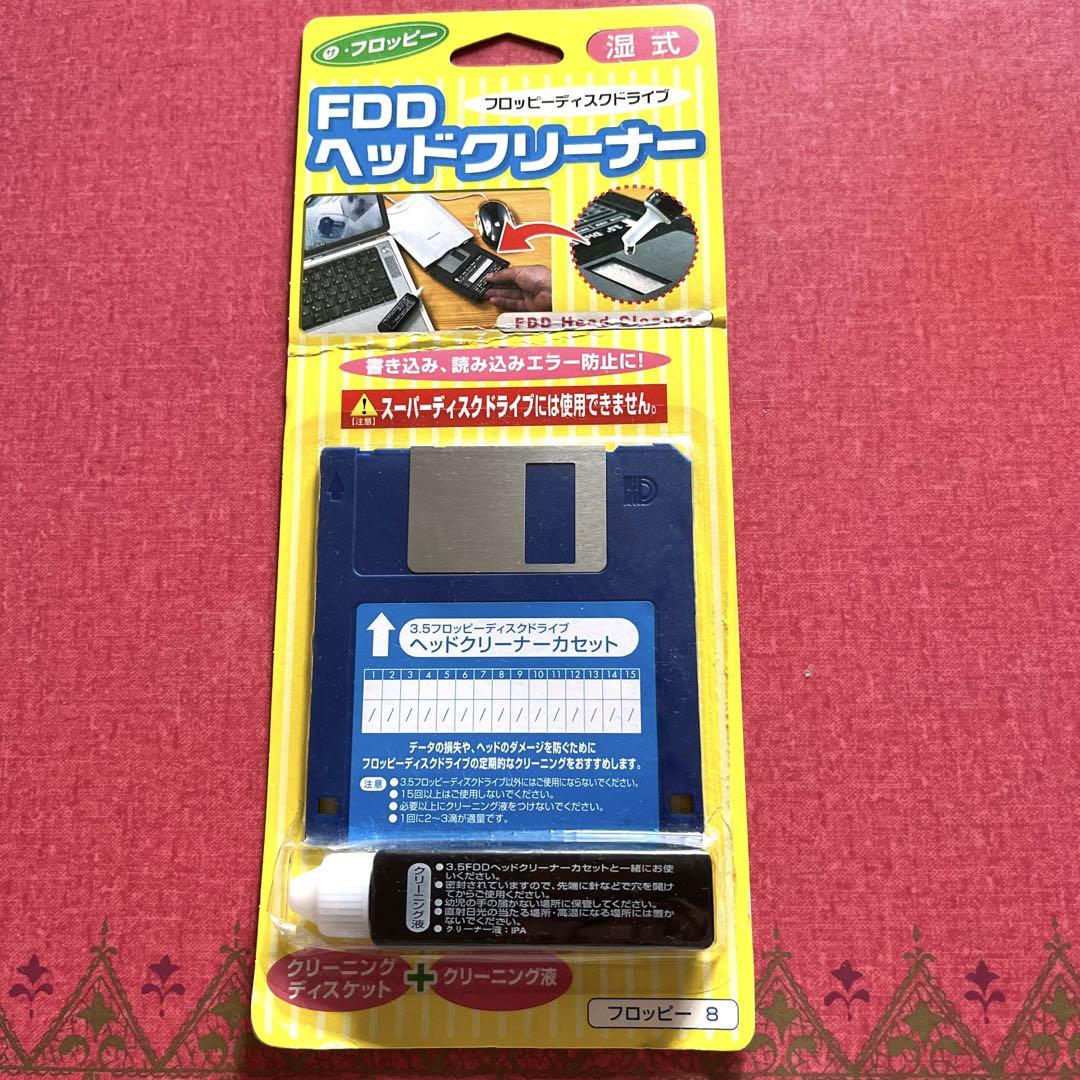 ザ・フロッピー
湿式
フロッピーディスクドライブ
FDD
ヘッドクリーナー
FDD Head Cleaner
書き込み、読み込みエラー防止に!
【注意】スーパーディスクドライブには使用できません。
HD
3.5フロッピーディスクドライブ
ヘッドクリーナーカセット
1 2 3 4 5 6 7 8 9 10 11 12 13 14 15
/ / / / / / / / / / / / / / /
データの損失や、ヘッドのダメージを防ぐために
フロッピーディスクドライブの定期的なクリーニングをおすすめします。
注意 ●3.5フロッピーディスクドライブ以外にはご使用にならないでください。
●15回以上はご使用しないでください。
●必要以上にクリーニング液をつけないでください。
●1回に2〜3滴が適量です。
クリーニング液
●3.5FDDヘッドクリーナーカセットと一緒にお使
いください。
●密封されていますので、先端に針などで穴を開け
てからご使用ください。
●幼児の手の届かない場所に保管してください。
●直射日光の当たる場所・高温になる場所には置か
ないでください。
●クリーナー液:IPA
クリーニング
ディスケット
+
クリーニング液
フロッピー 8